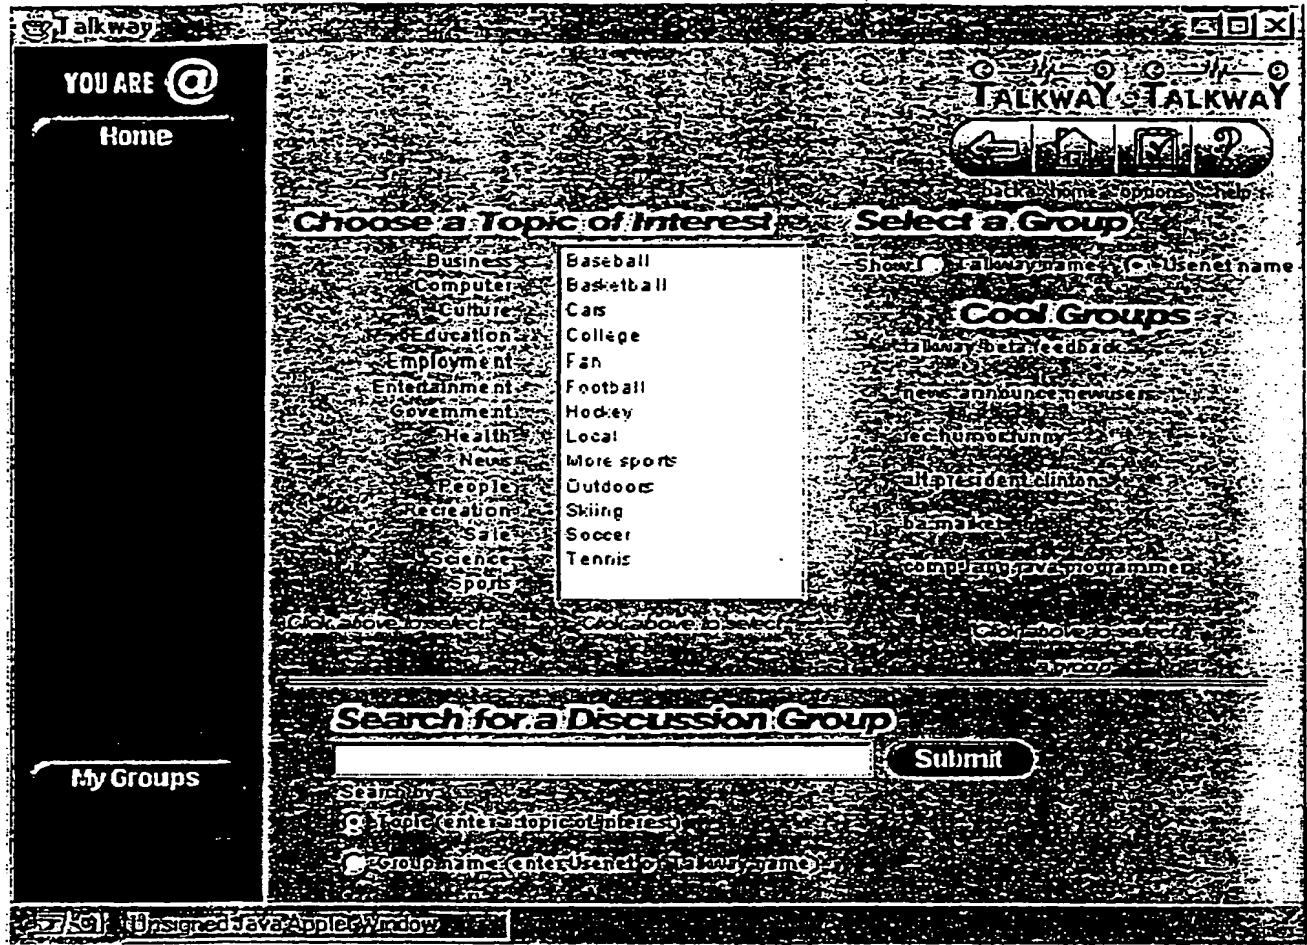 Talkway
YOU ARE @
Home
My Groups
TALKWAY TALKWAY
back home options help
Choose a Topic of Interest
Business
Computer
Culture
Education
Employment
Entertainment
Government
Health
News
People
Recreation
Sale
Science
Sports
Click above to select
Baseball
Basketball
Cars
College
Fan
Football
Hockey
Local
More sports
Outdoors
Skiing
Soccer
Tennis
Click above to select
Select a Group
Show Talkway name Usenet name
Cool Groups
talkway.beta.feedback
news.announce.newusers
rec.humor.funny
alt.president.clinton
ba.market
comp.lang.java.programmer
Click above to select
a group
Search for a Discussion Group
Submit
Search by:
Topic (enter a topic of interest)
Group name (enter Usenet or Talkway name)
Unsigned Java Applet Window